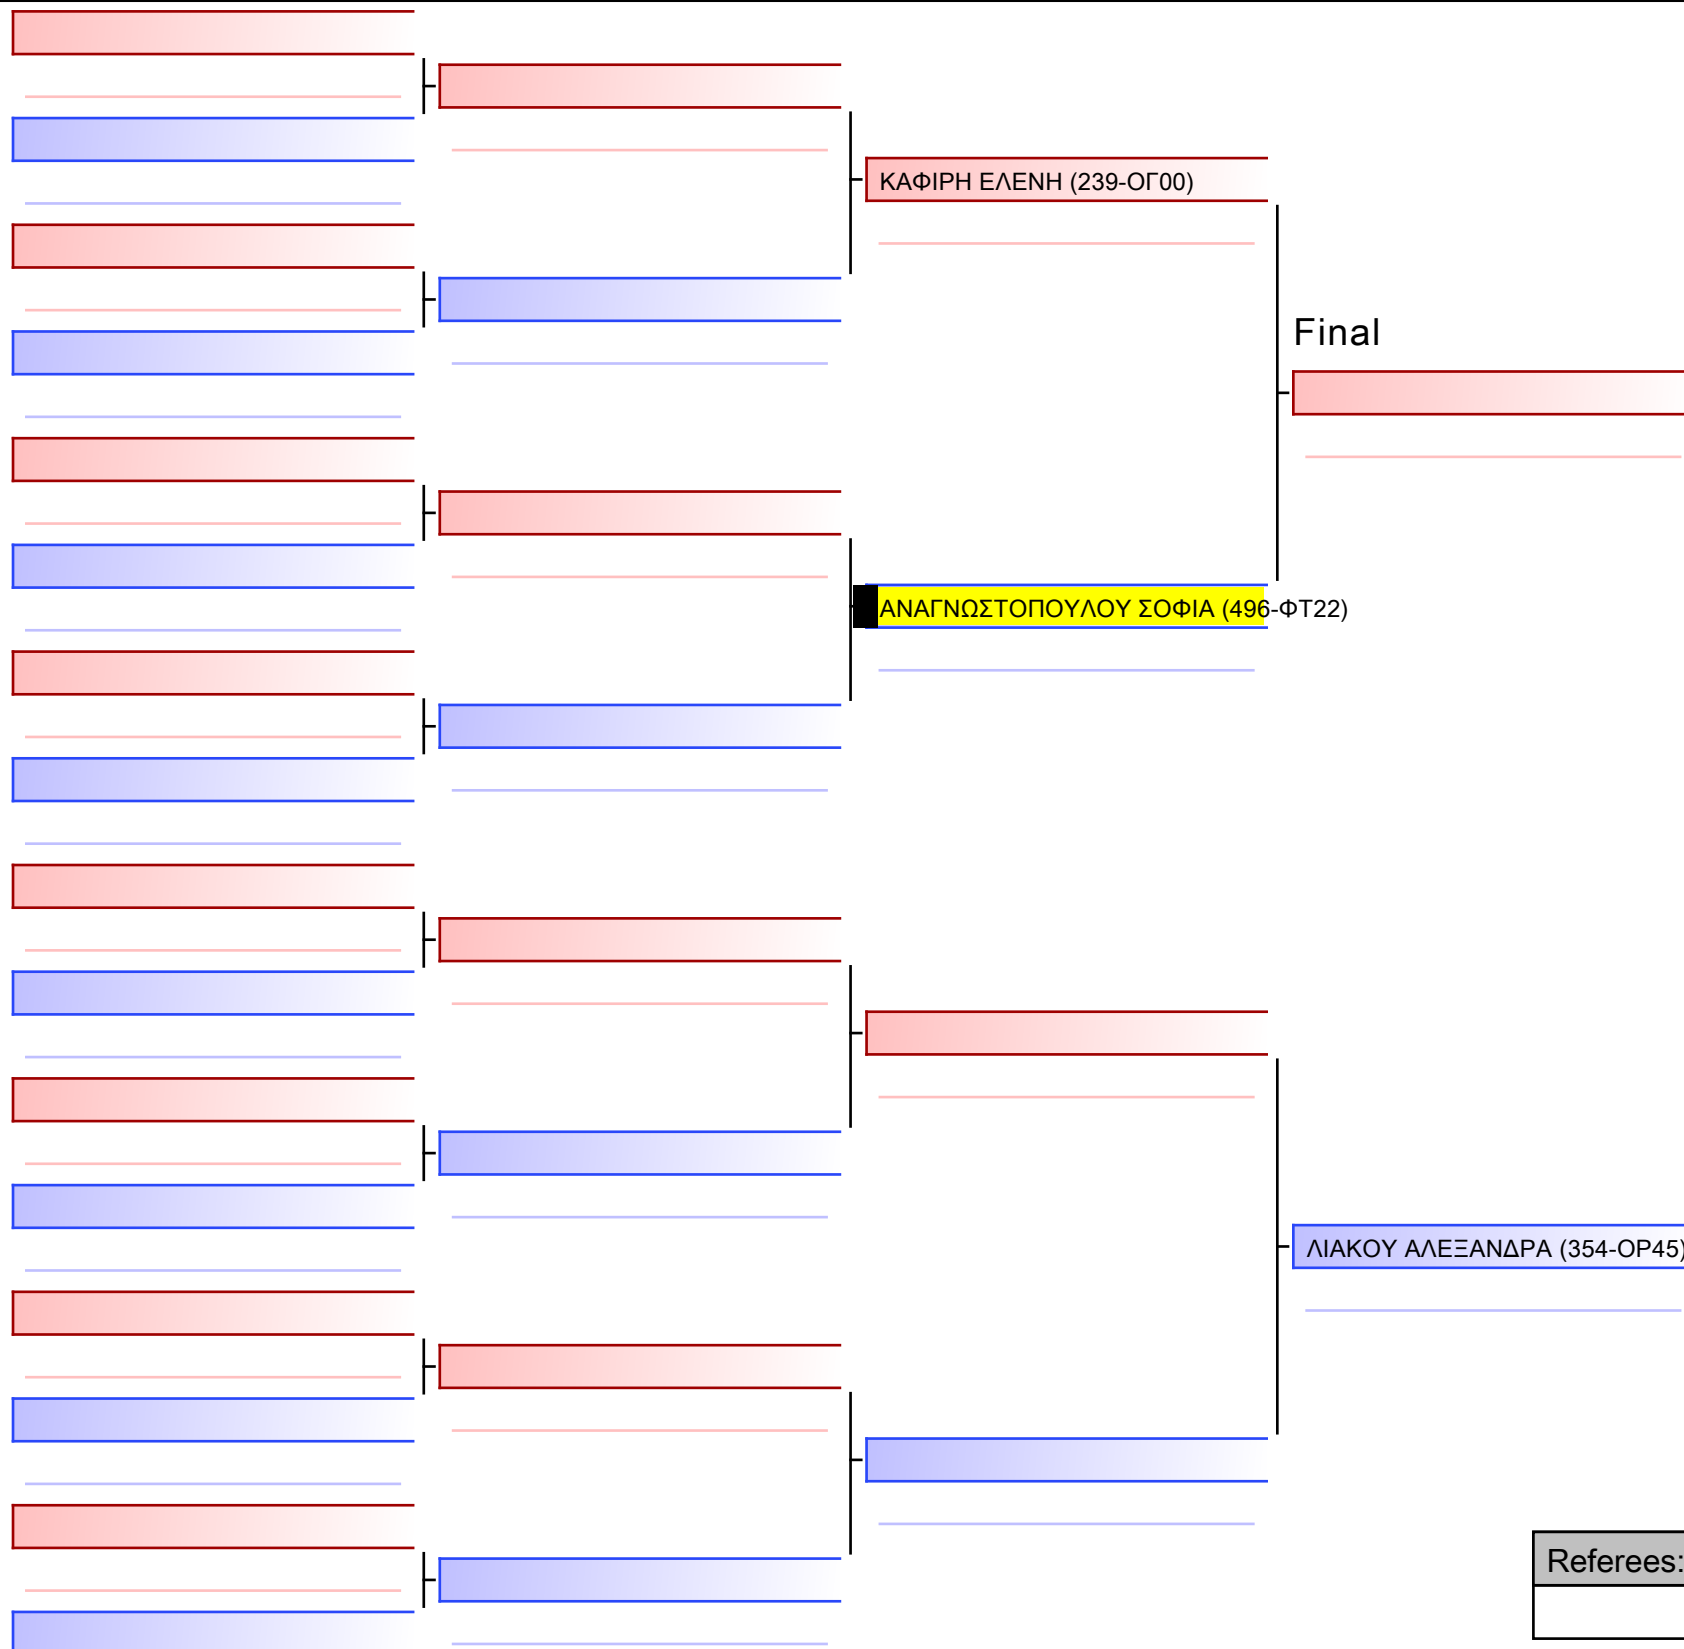 ΚΑΦΙΡΗ ΕΛΕΝΗ (239-ΟΓ00)
Final
ΑΝΑΓΝΩΣΤΟΠΟΥΛΟΥ ΣΟΦΙΑ (496-ΦΤ22)
ΛΙΑΚΟΥ ΑΛΕΞΑΝΔΡΑ (354-ΟΡ45)
Referees: